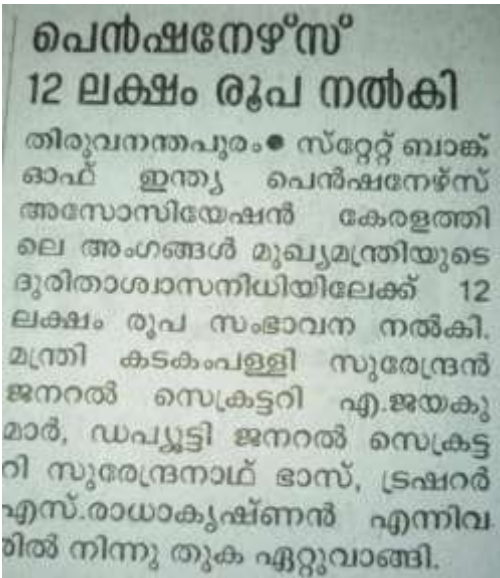 പെൻഷനേഴ്സ്
12 ലക്ഷം രൂപ നൽകി
തിരുവനന്തപുരം● സ്റ്റേറ്റ് ബാങ്ക്
ഓഫ് ഇന്ത്യ പെൻഷനേഴ്സ്
അസോസിയേഷൻ കേരളത്തി
ലെ അംഗങ്ങൾ മുഖ്യമന്ത്രിയുടെ
ദുരിതാശ്വാസനിധിയിലേക്ക് 12
ലക്ഷം രൂപ സംഭാവന നൽകി.
മന്ത്രി കടകംപള്ളി സുരേന്ദ്രൻ
ജനറൽ സെക്രട്ടറി എ.ജയകു
മാർ, ഡപ്യൂട്ടി ജനറൽ സെക്രട്ട
റി സുരേന്ദ്രനാഥ് ഭാസ്, ട്രഷറർ
എസ്.രാധാകൃഷ്ണൻ എന്നിവ
രിൽ നിന്നു തുക ഏറ്റുവാങ്ങി.